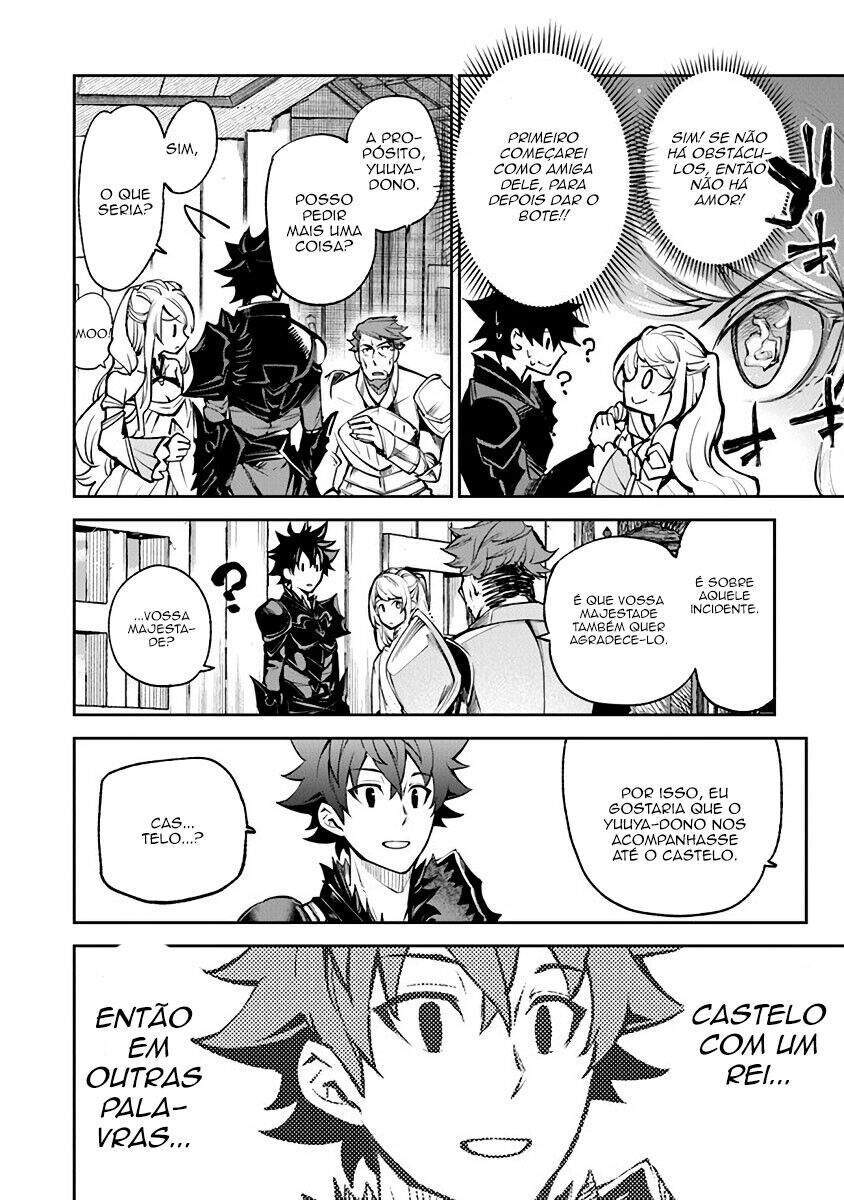 SIM! SE NÃO
HÁ OBSTÁCU-
LOS, ENTÃO
NÃO HÁ
AMOR!
PRIMEIRO
COMEÇAREI
COMO AMIGA
DELE, PARA
DEPOIS DAR O
BOTE!!
?
?
A PRO-
PÓSITO,
YUUYA-
DONO.
POSSO
PEDIR
MAIS UMA
COISA?
SIM,
O QUE
SERIA?
MOO!
É SOBRE
AQUELE
INCIDENTE.
É QUE VOSSA
MAJESTADE
TAMBÉM QUER
AGRADECE-LO.
?
...VOSSA
MAJESTA-
DE?
POR ISSO, EU
GOSTARIA QUE O
YUUYA-DONO NOS
ACOMPANHASSE
ATÉ O CASTELO.
CAS...
TELO...?
CASTELO
COM UM
REI...
ENTÃO
EM
OUTRAS
PALA-
VRAS...